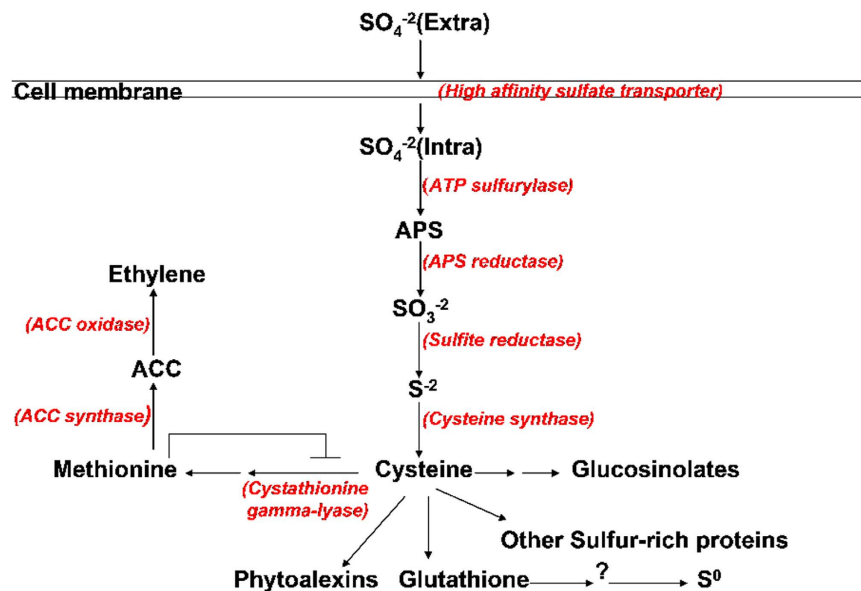 SO₄⁻²(Extra)
Cell membrane
(High affinity sulfate transporter)
SO₄⁻²(Intra)
(ATP sulfurylase)
APS
(APS reductase)
Ethylene
SO₃⁻²
(ACC oxidase)
(Sulfite reductase)
ACC
S⁻²
(ACC synthase)
(Cysteine synthase)
Methionine
Cysteine
Glucosinolates
(Cystathionine
gamma-lyase)
Other Sulfur-rich proteins
Phytoalexins
Glutathione
?
S⁰